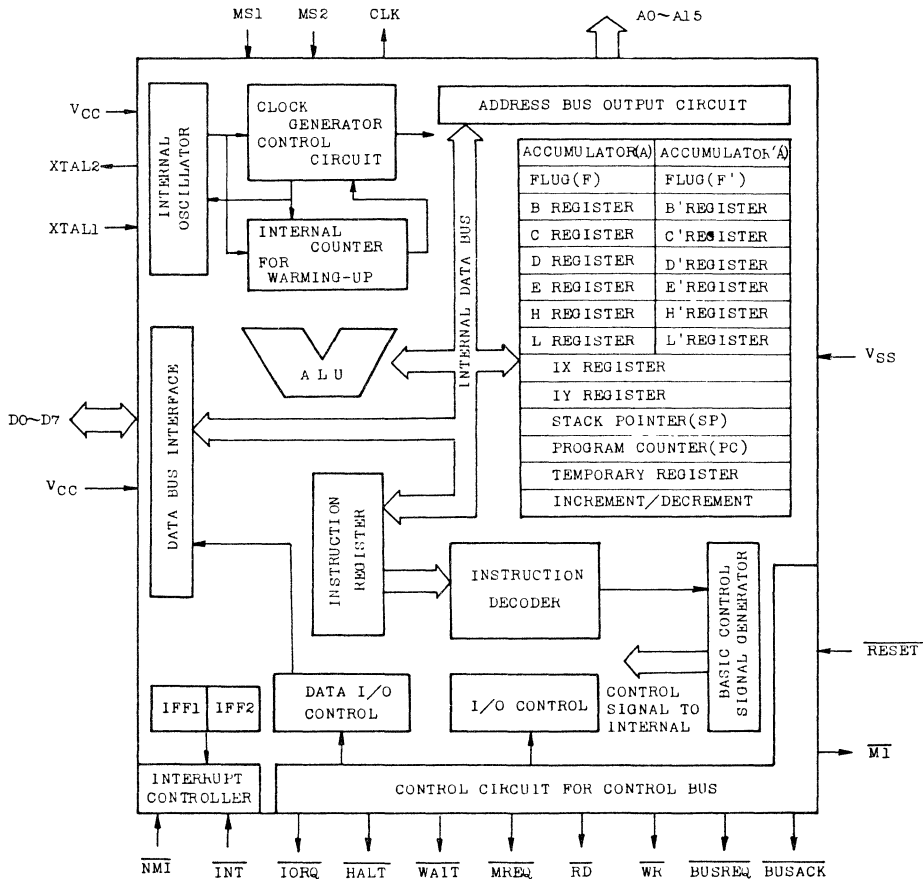 MS1 MS2 CLK A0~A15
VCC
XTAL2
XTAL1
INTERNAL
OSCILLATOR
CLOCK
GENERATOR
CONTROL
CIRCUIT
INTERNAL
COUNTER
FOR
WARMING-UP
ADDRESS BUS OUTPUT CIRCUIT
INTERNAL DATA BUS
ACCUMULATOR(A) ACCUMULATOR'A)
FLUG(F) FLUG(F')
B REGISTER B'REGISTER
C REGISTER C'REGISTER
D REGISTER D'REGISTER
E REGISTER E'REGISTER
H REGISTER H'REGISTER
L REGISTER L'REGISTER
IX REGISTER
IY REGISTER
STACK POINTER(SP)
PROGRAM COUNTER(PC)
TEMPORARY REGISTER
INCREMENT/DECREMENT
VSS
ALU
D0~D7
VCC
DATA BUS INTERFACE
INSTRUCTION
REGISTER
INSTRUCTION
DECODER
BASIC CONTROL
SIGNAL GENERATOR
RESET
IFF1 IFF2
DATA I/O
CONTROL
I/O CONTROL
CONTROL
SIGNAL TO
INTERNAL
M1
INTERRUPT
CONTROLLER
CONTROL CIRCUIT FOR CONTROL BUS
NMI INT IORQ HALT WAIT MREQ RD WR BUSREQ BUSACK